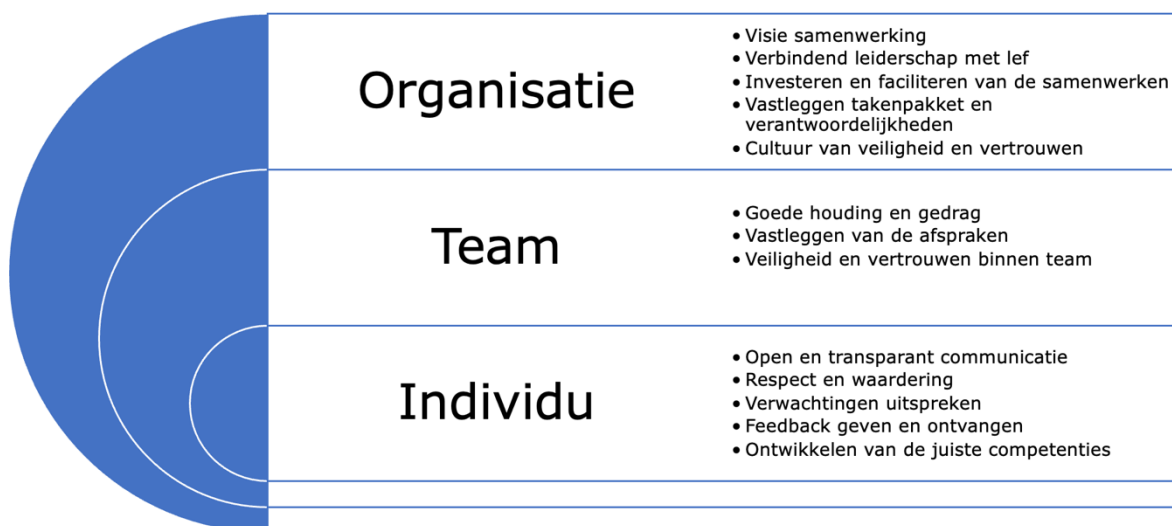 Organisatie
• Visie samenwerking
• Verbindend leiderschap met lef
• Investeren en faciliteren van de samenwerken
• Vastleggen takenpakket en
verantwoordelijkheden
• Cultuur van veiligheid en vertrouwen
Team
• Goede houding en gedrag
• Vastleggen van de afspraken
• Veiligheid en vertrouwen binnen team
Individu
• Open en transparant communicatie
• Respect en waardering
• Verwachtingen uitspreken
• Feedback geven en ontvangen
• Ontwikkelen van de juiste competenties